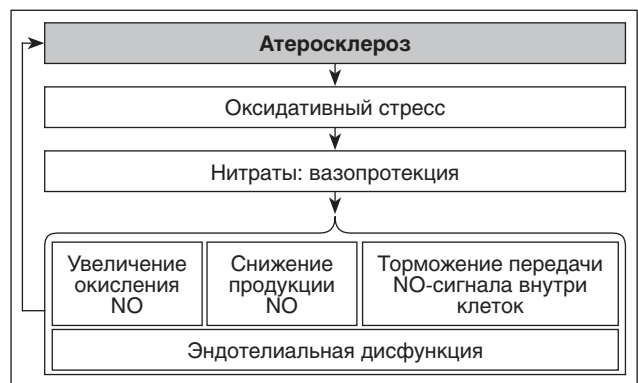 Атеросклероз
Оксидативный стресс
Нитраты: вазопротекция
Увеличение
окисления
NO
Снижение
продукции
NO
Торможение передачи
NO-сигнала внутри
клеток
Эндотелиальная дисфункция